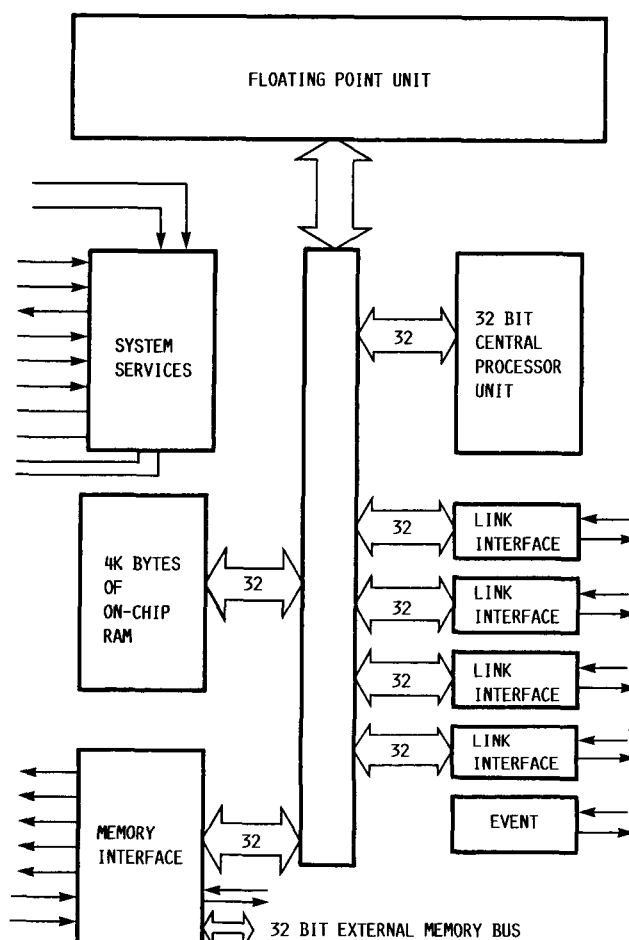 FLOATING POINT UNIT
SYSTEM
SERVICES
32
32 BIT
CENTRAL
PROCESSOR
UNIT
4K BYTES
OF
ON-CHIP
RAM
32
32
LINK
INTERFACE
32
LINK
INTERFACE
32
LINK
INTERFACE
32
LINK
INTERFACE
EVENT
MEMORY
INTERFACE
32
32 BIT EXTERNAL MEMORY BUS